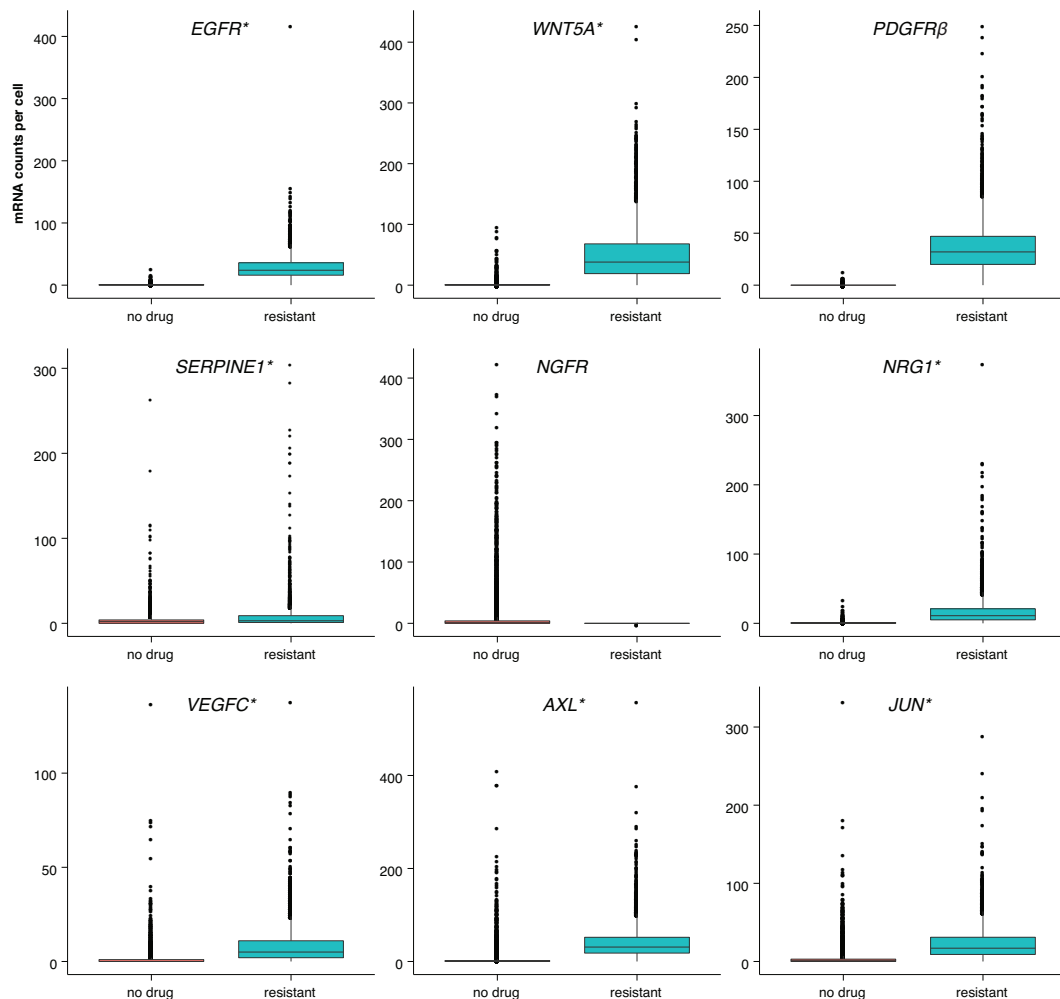 mRNA counts per cell
EGFR*
400
300
200
100
0
no drug
resistant
WNT5A*
400
300
200
100
0
no drug
resistant
PDGFRβ
250
200
150
100
50
0
no drug
resistant
SERPINE1*
300
200
100
0
no drug
resistant
NGFR
400
300
200
100
0
no drug
resistant
NRG1*
300
200
100
0
no drug
resistant
VEGFC*
100
50
0
no drug
resistant
AXL*
400
200
0
no drug
resistant
JUN*
300
200
100
0
no drug
resistant